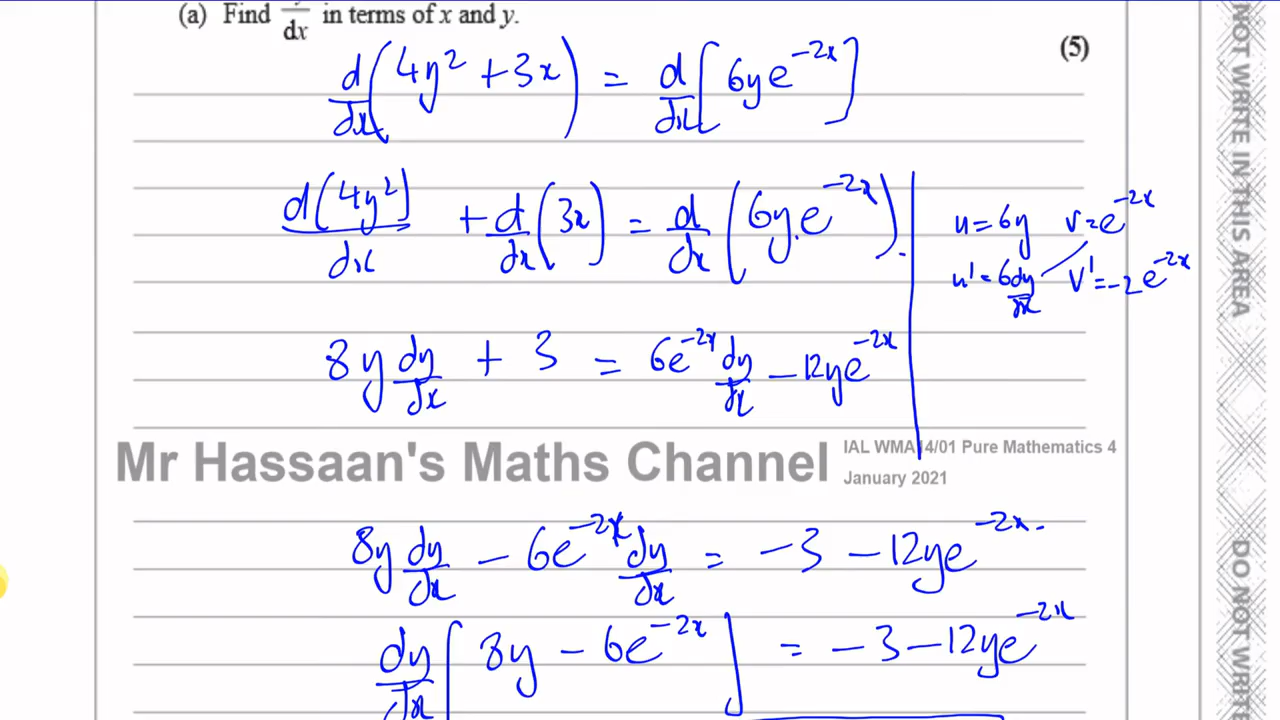 (a) Find dy/dx in terms of x and y.
(5)
d/dx(4y² + 3x) = d/dx[6ye^{-2x}]
d(4y²)/dx + d/dx(3x) = d/dx(6y.e^{-2x}).
u = 6y v = e^{-2x}
u' = 6dy/dx v' = -2e^{-2x}
8y dy/dx + 3 = 6e^{-2x} dy/dx - 12ye^{-2x}
Mr Hassaan's Maths Channel
IAL WMA14/01 Pure Mathematics 4
January 2021
8y dy/dx - 6e^{-2x} dy/dx = -3 - 12ye^{-2x}.
dy/dx[8y - 6e^{-2x}] = -3 - 12ye^{-2x}
NOT WRITE IN THIS AREA
DO NOT WRITE